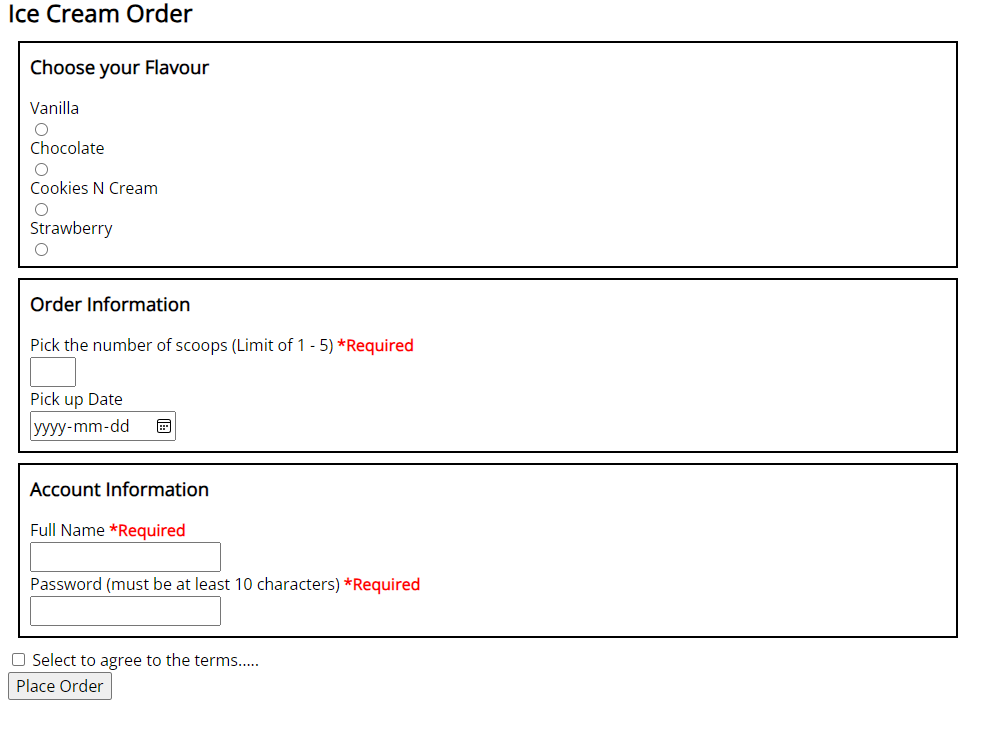 Ice Cream Order
Choose your Flavour
Vanilla
Chocolate
Cookies N Cream
Strawberry
Order Information
Pick the number of scoops (Limit of 1 - 5) *Required
Pick up Date
yyyy-mm-dd
Account Information
Full Name *Required
Password (must be at least 10 characters) *Required
Select to agree to the terms.....
Place Order